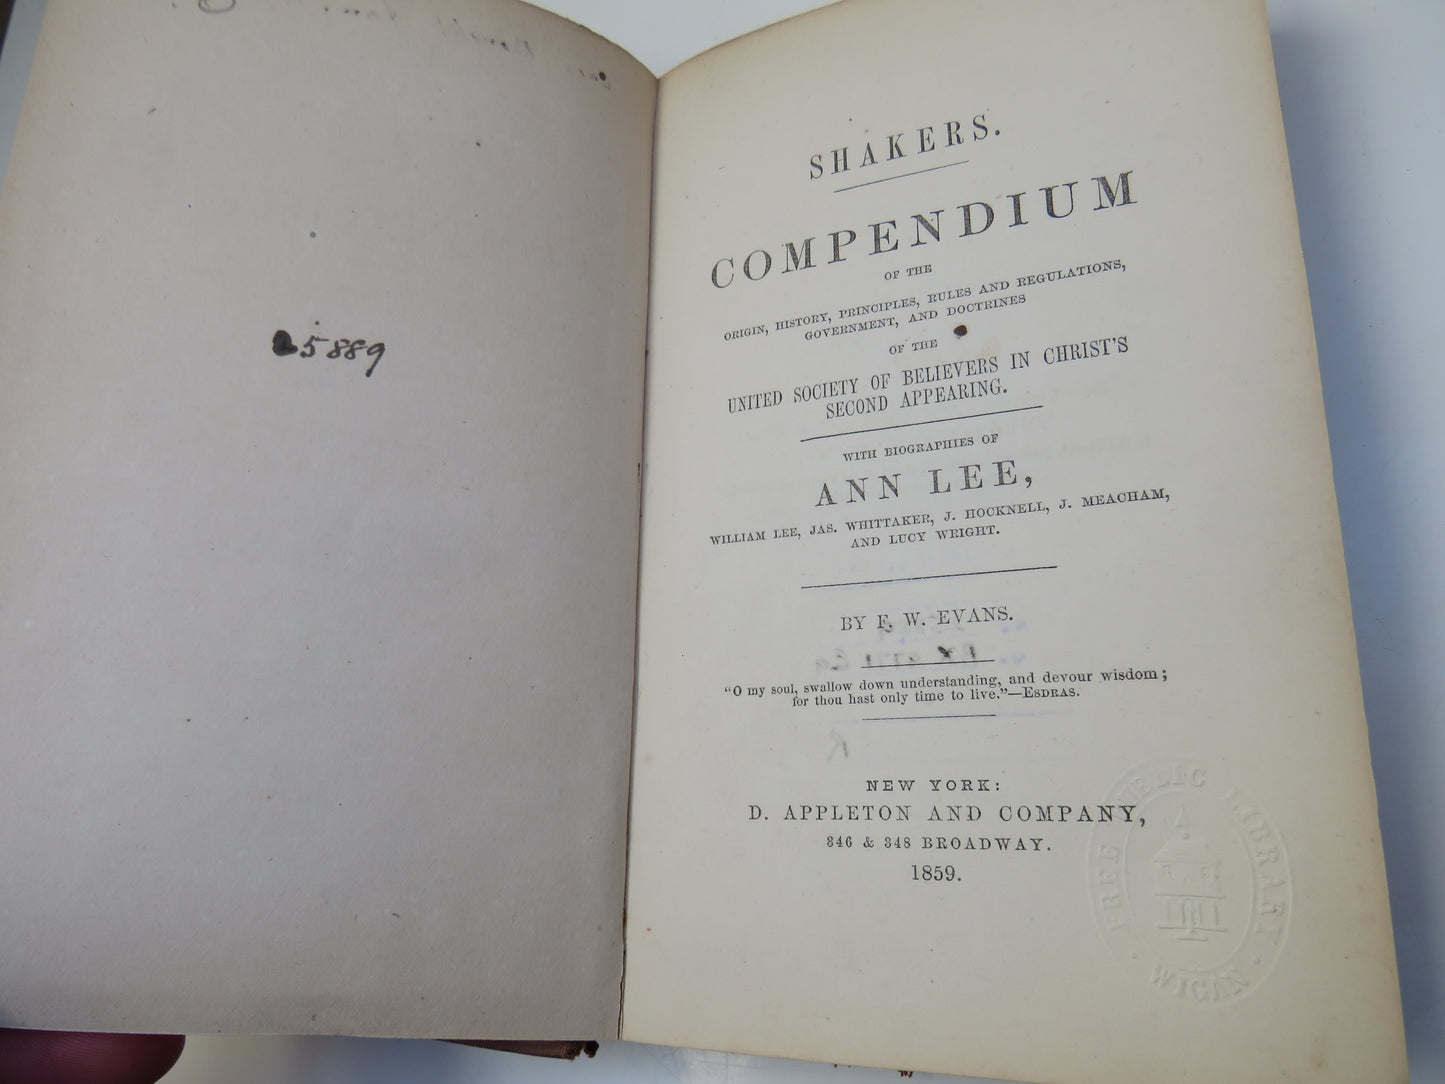 5889
SHAKERS.
COMPENDIUM
OF THE
ORIGIN, HISTORY, PRINCIPLES, RULES AND REGULATIONS,
GOVERNMENT, AND DOCTRINES
OF THE
UNITED SOCIETY OF BELIEVERS IN CHRIST'S
SECOND APPEARING.
WITH BIOGRAPHIES OF
ANN LEE,
WILLIAM LEE, JAS. WHITTAKER, J. HOCKNELL, J. MEACHAM,
AND LUCY WRIGHT.
BY F. W. EVANS.
"O my soul, swallow down understanding, and devour wisdom;
for thou hast only time to live."—ESDRAS.
NEW YORK:
D. APPLETON AND COMPANY,
346 & 348 BROADWAY.
1859.
FREE PUBLIC LIBRARY
· WIGAN ·